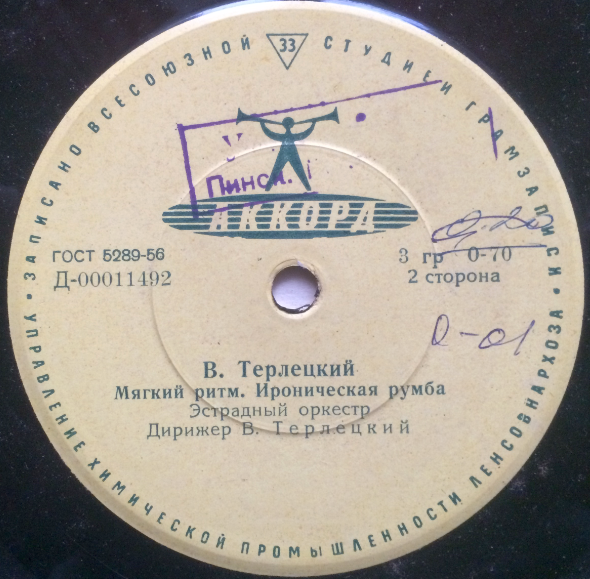 ЗАПИСАНО ВСЕСОЮЗНОЙ 33 СТУДИЕЙ ГРАМЗАПИСИ
Пинск.
АККОРД
ГОСТ 5289-56
Д-00011492
3 гр 0-70
2 сторона
0-01
В. Терлецкий
Мягкий ритм. Ироническая румба
Эстрадный оркестр
Дирижер В. Терлецкий
УПРАВЛЕНИЕ ХИМИЧЕСКОЙ ПРОМЫШЛЕННОСТИ ЛЕНСОВНАРХОЗА